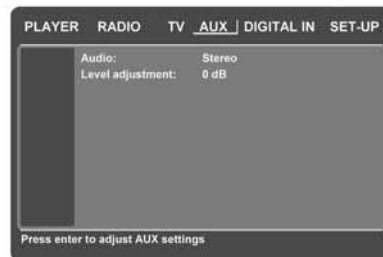 PLAYER RADIO TV AUX DIGITAL IN SET-UP
Audio: Stereo
Level adjustment: 0 dB
Press enter to adjust AUX settings